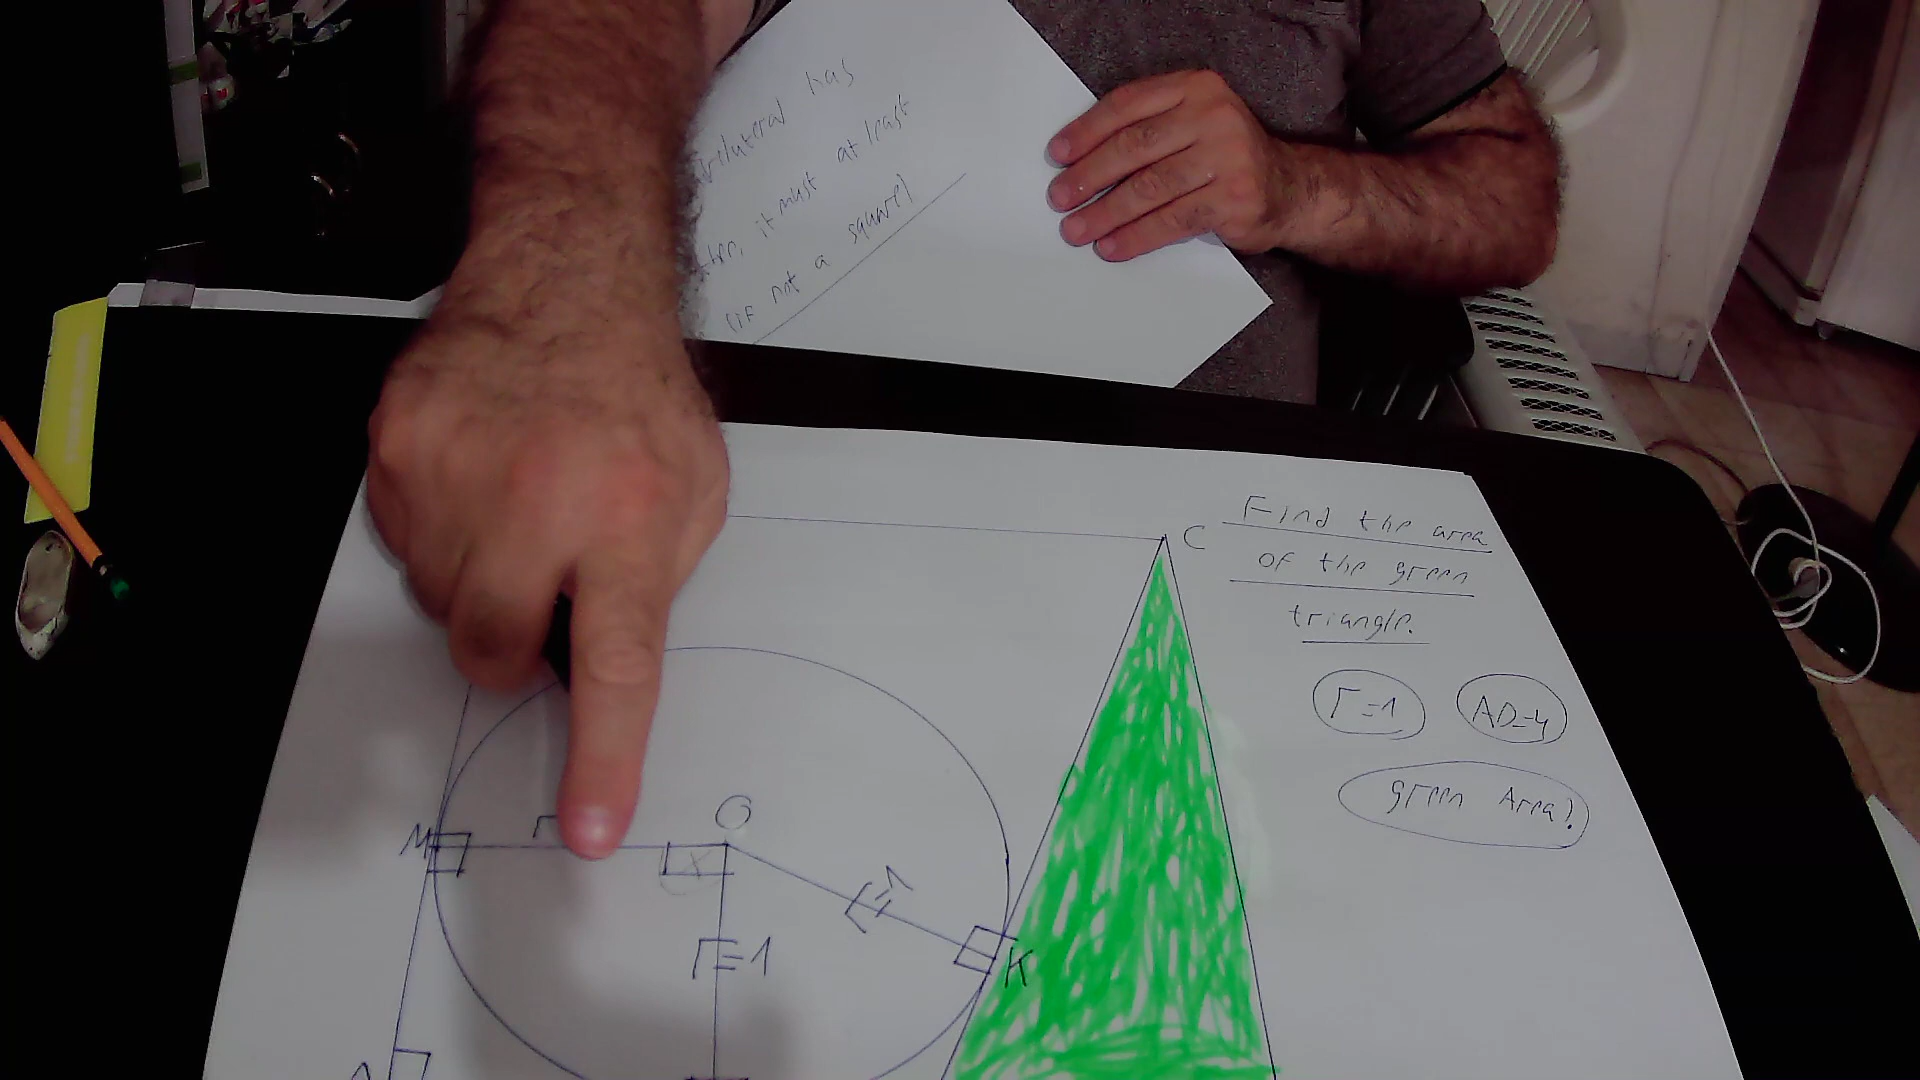 has
at least
it must
(if not a square)
Find the area
of the green
triangle.
C
r=1
AD=4
green Area?
O
M
r
x
r=1
r=1
K